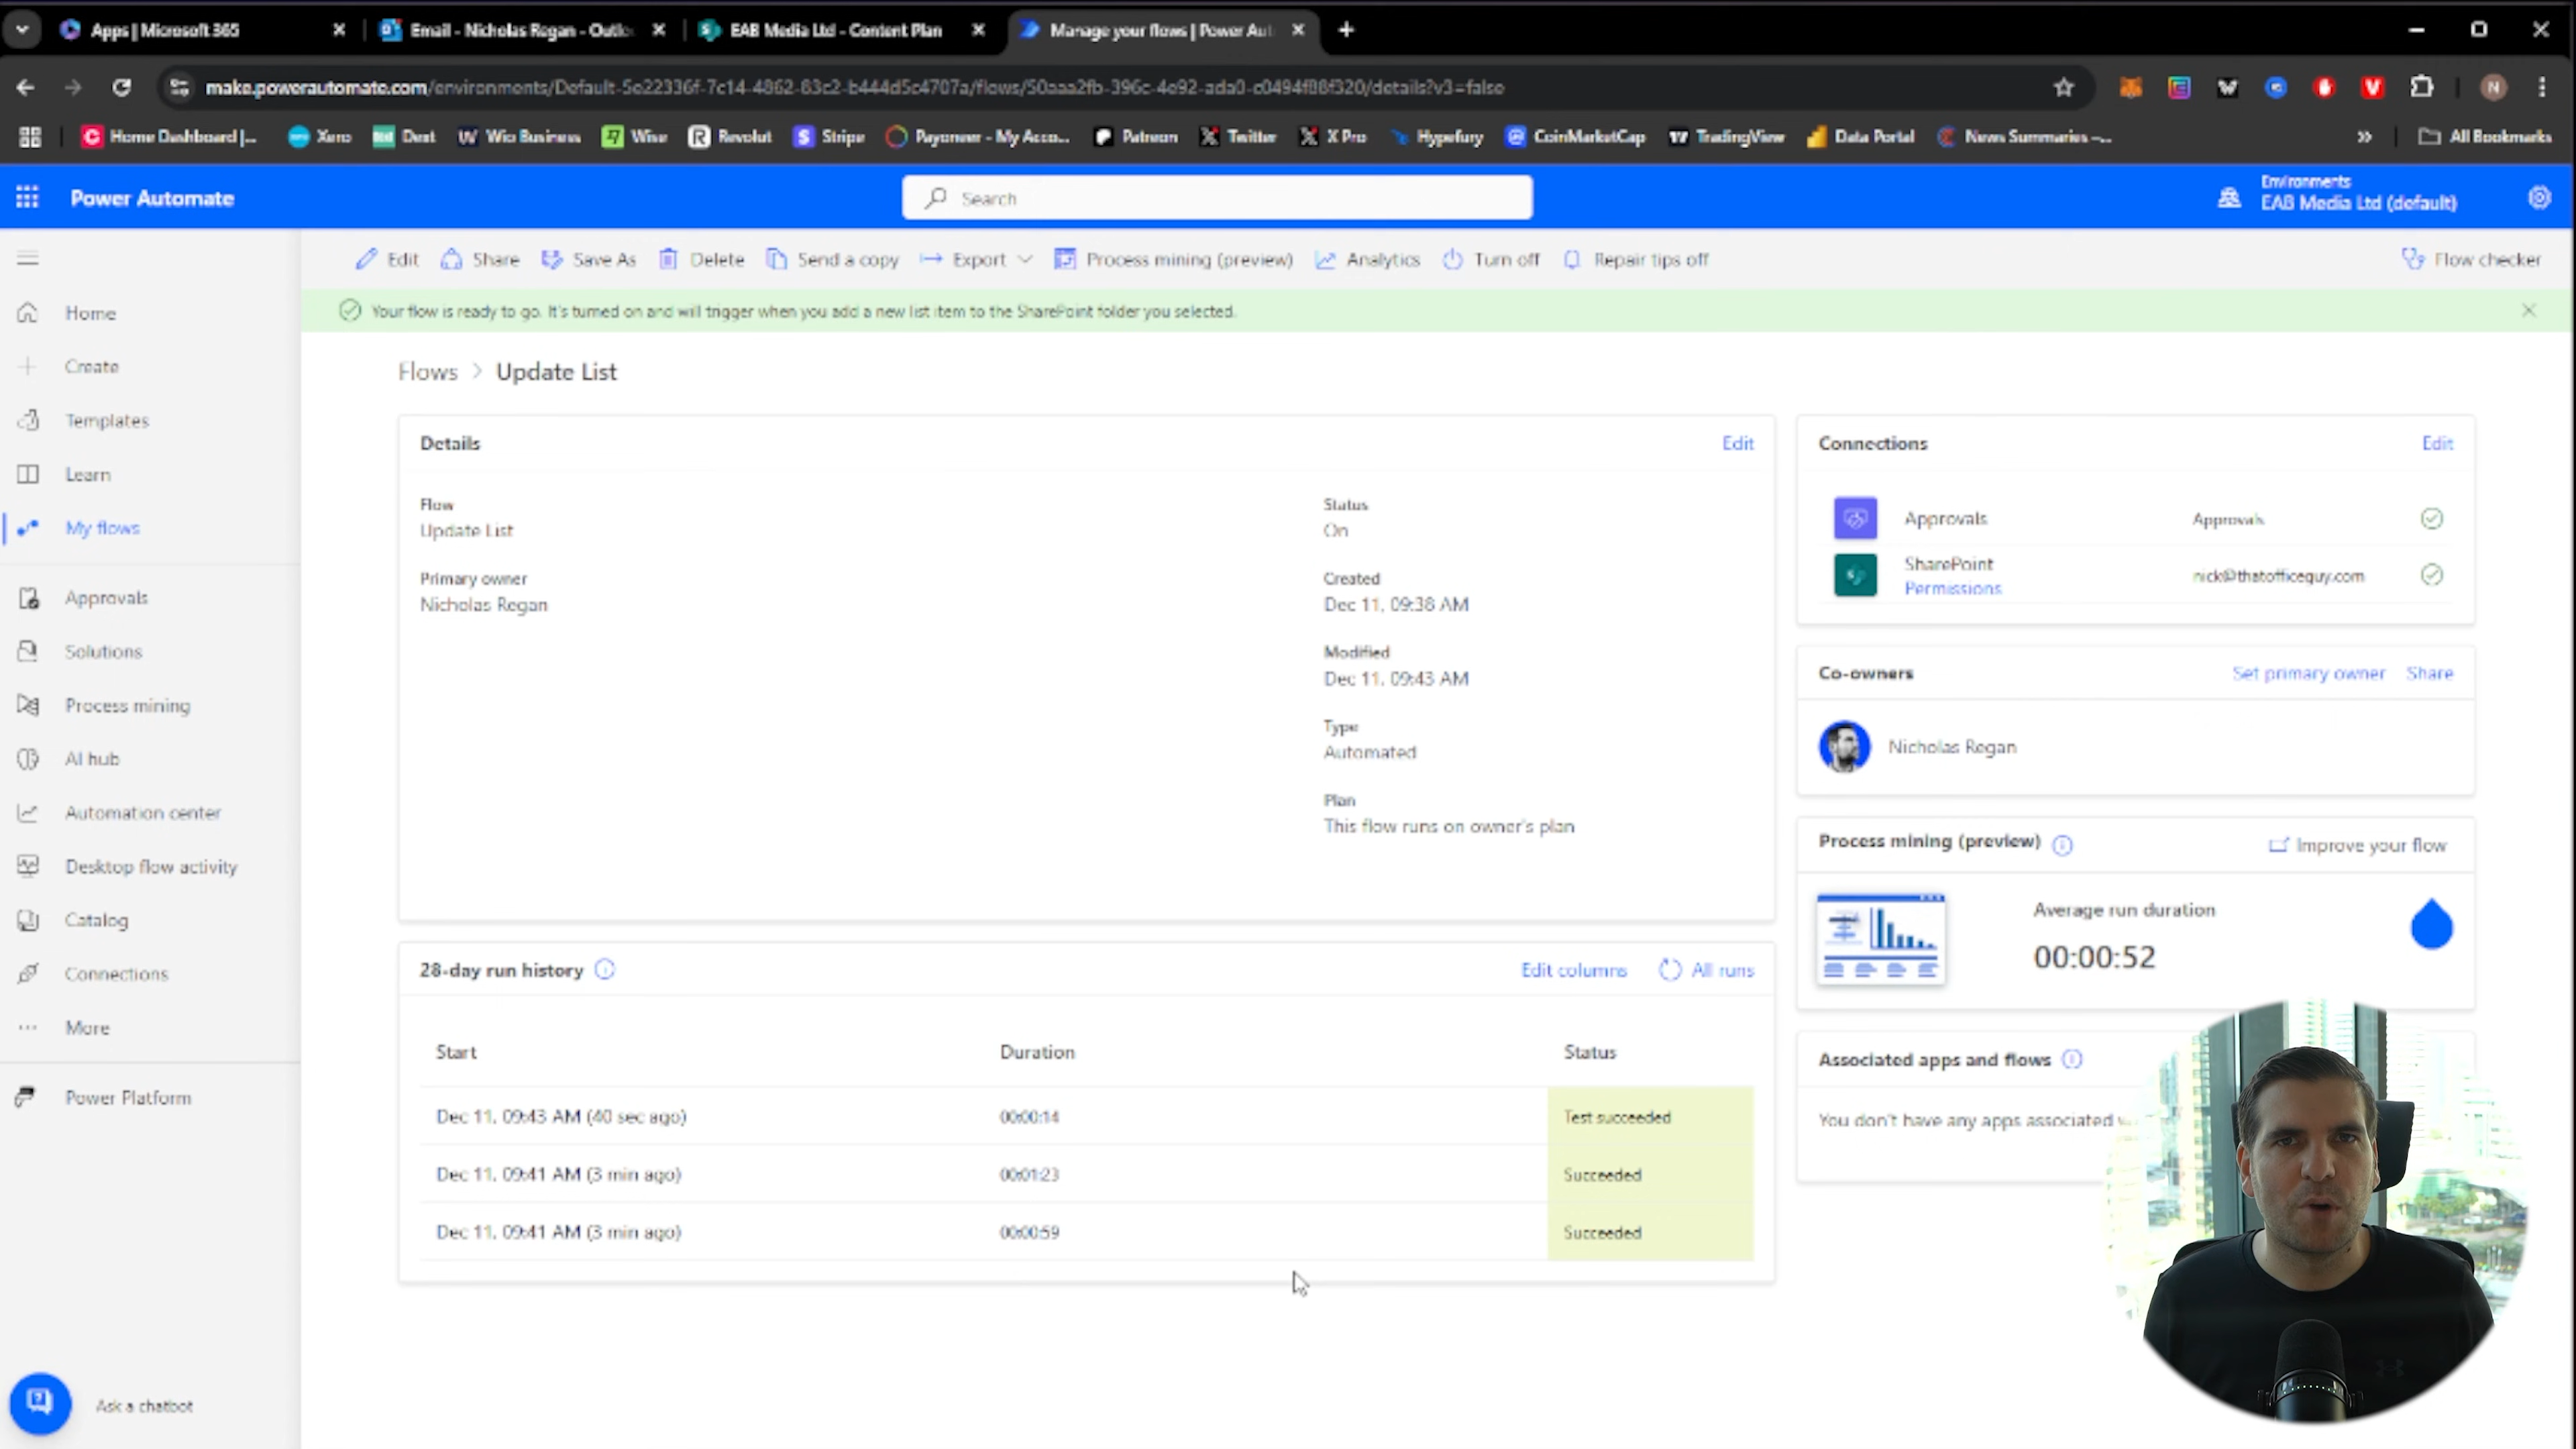 Apps | Microsoft 365
Email - Nicholas Regan - Outlo
EAB Media Ltd - Content Plan
Manage your flows | Power Aut
make.powerautomate.com/environments/Default-5e22336f-7c14-4862-83c2-b444d5c4707a/flows/50aaa2fb-396c-4e92-ada0-c0494f88f320/details?v3=false
N
Home Dashboard |...
Xero
Dext
Wio Business
Wise
Revolut
Stripe
Payoneer - My Acco...
Patreon
Twitter
X Pro
Hypefury
CoinMarketCap
TradingView
Data Portal
News Summaries –...
All Bookmarks
Power Automate
Search
Environments
EAB Media Ltd (default)
Edit
Share
Save As
Delete
Send a copy
Export
Process mining (preview)
Analytics
Turn off
Repair tips off
Flow checker
Your flow is ready to go. It's turned on and will trigger when you add a new list item to the SharePoint folder you selected.
Home
Create
Templates
Learn
My flows
Approvals
Solutions
Process mining
AI hub
Automation center
Desktop flow activity
Catalog
Connections
More
Power Platform
Ask a chatbot
Flows > Update List
Details
Edit
Flow
Update List
Primary owner
Nicholas Regan
Status
On
Created
Dec 11, 09:38 AM
Modified
Dec 11, 09:43 AM
Type
Automated
Plan
This flow runs on owner's plan
28-day run history
Edit columns
All runs
Start Duration Status
Dec 11, 09:43 AM (40 sec ago) 00:00:14 Test succeeded
Dec 11, 09:41 AM (3 min ago) 00:01:23 Succeeded
Dec 11, 09:41 AM (3 min ago) 00:00:59 Succeeded
Connections
Edit
Approvals
Approvals
SharePoint
Permissions
nick@thatofficeguy.com
Co-owners
Set primary owner
Share
Nicholas Regan
Process mining (preview)
Improve your flow
Average run duration
00:00:52
Associated apps and flows
You don't have any apps associated